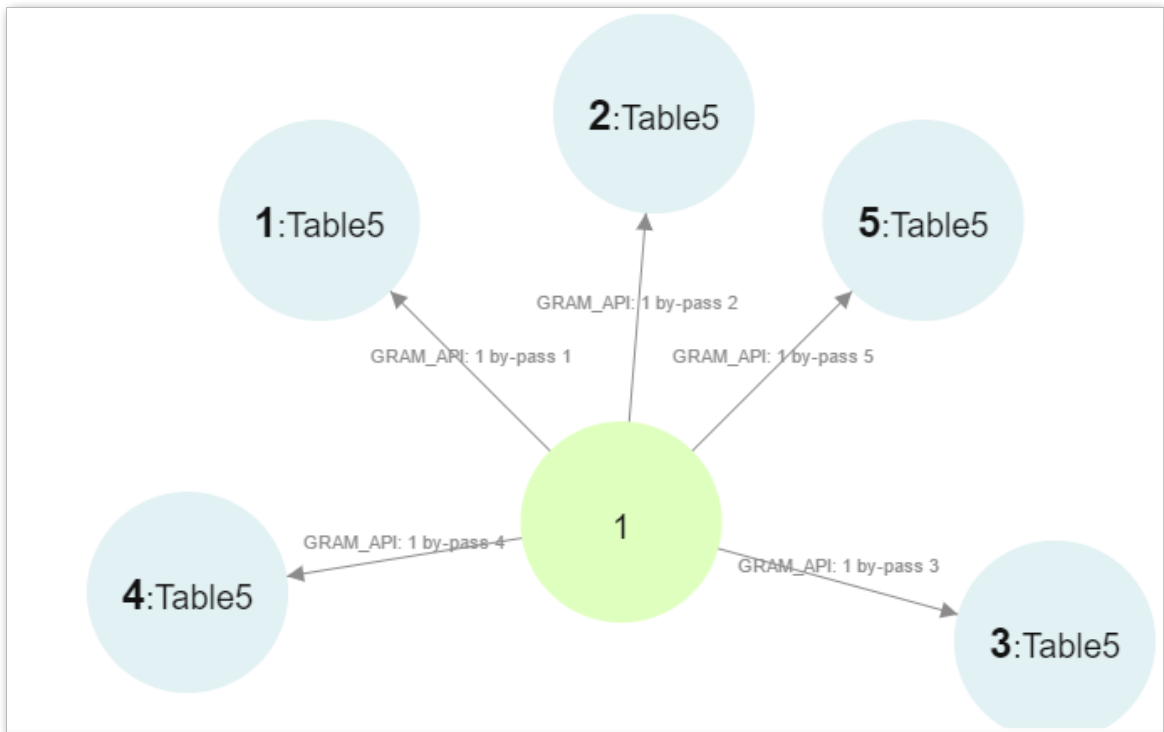 2:Table5
1:Table5
5:Table5
GRAM_API: 1 by-pass 2
GRAM_API: 1 by-pass 1
GRAM_API: 1 by-pass 5
1
GRAM_API: 1 by-pass 4
GRAM_API: 1 by-pass 3
4:Table5
3:Table5